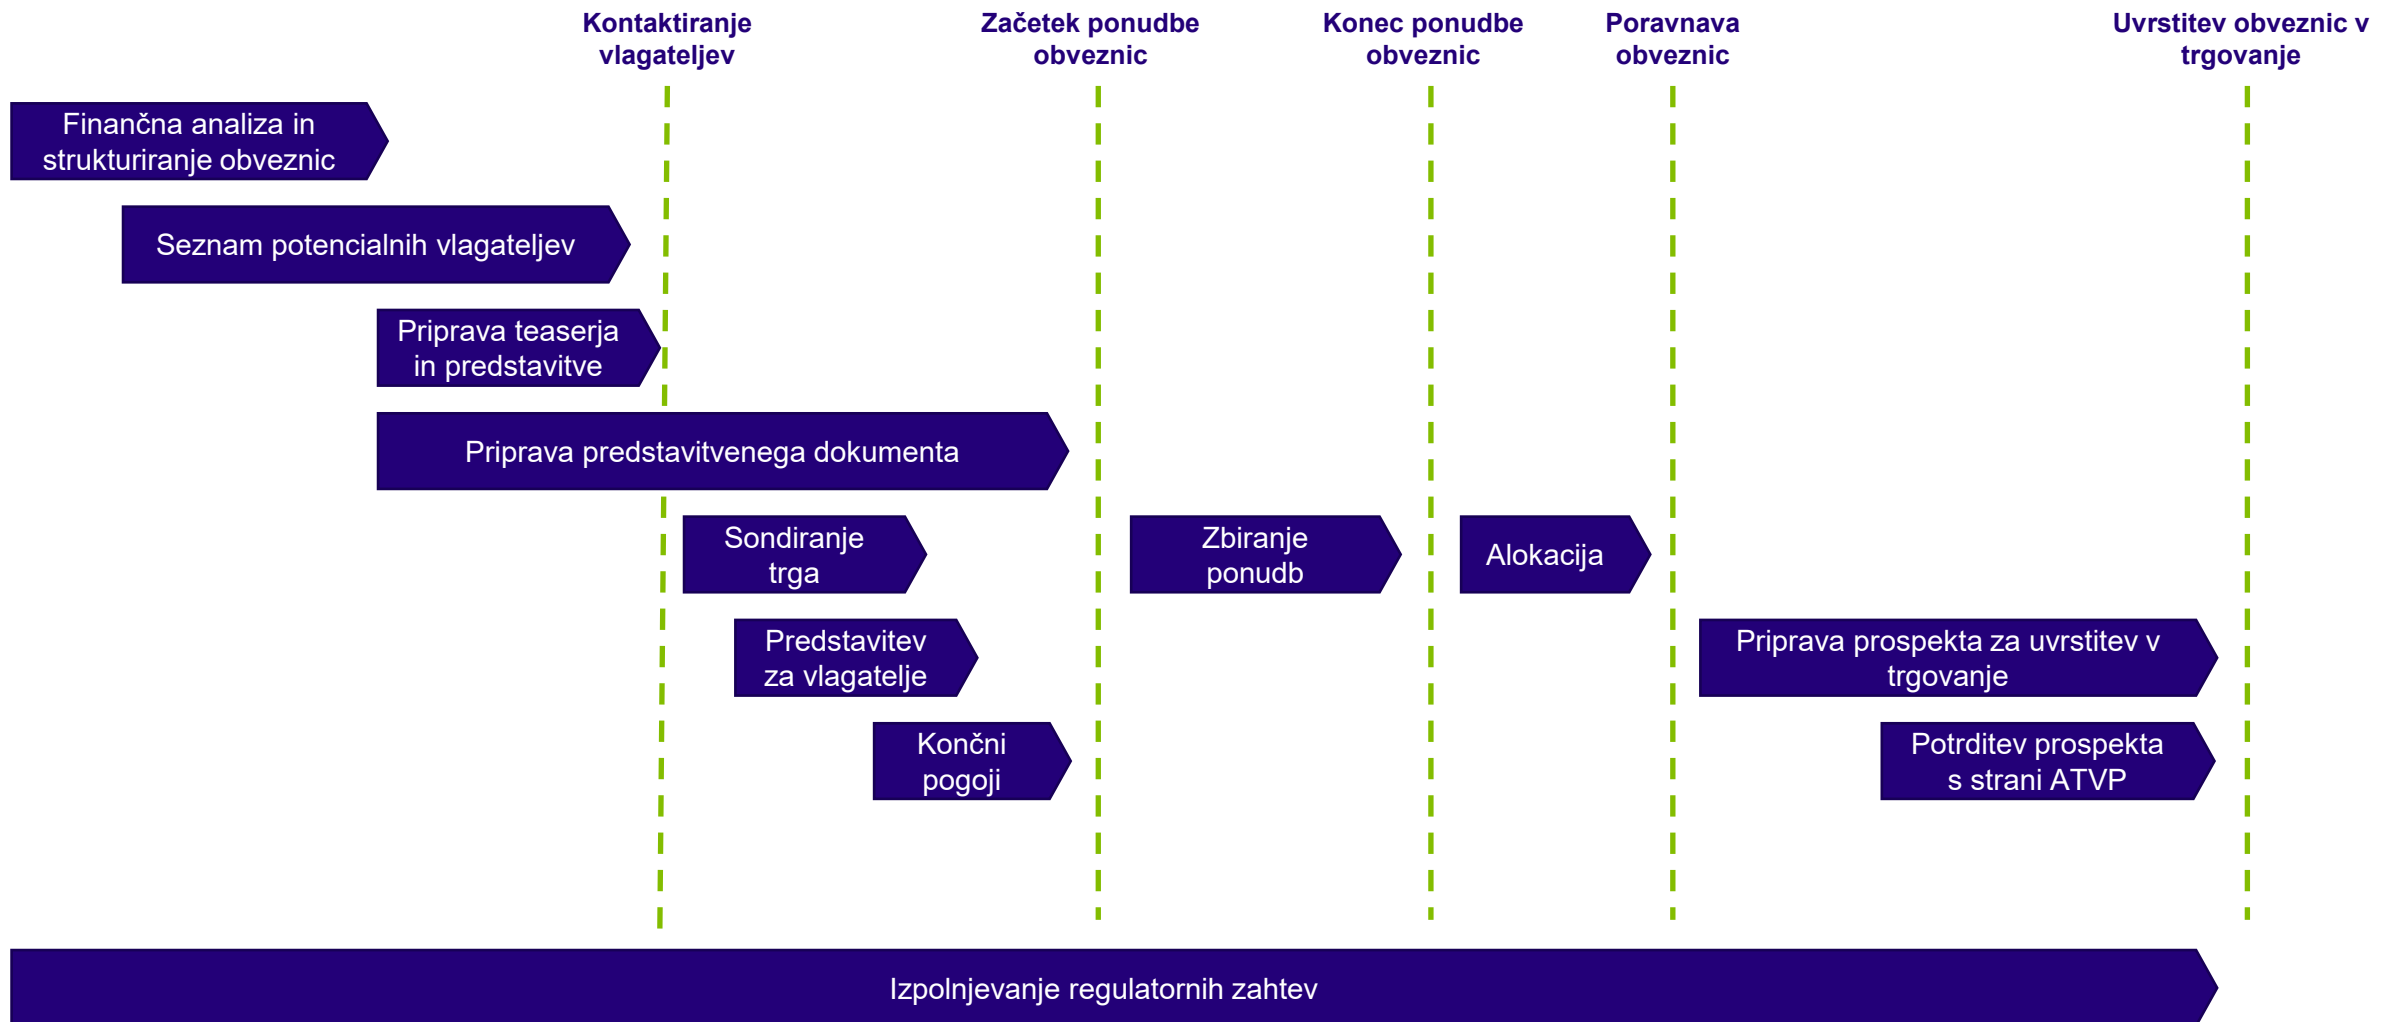 Kontaktiranje
vlagateljev
Začetek ponudbe
obveznic
Konec ponudbe
obveznic
Poravnava
obveznic
Uvrstitev obveznic v
trgovanje
Finančna analiza in
strukturiranje obveznic
Seznam potencialnih vlagateljev
Priprava teaserja
in predstavitve
Priprava predstavitvenega dokumenta
Sondiranje
trga
Zbiranje
ponudb
Alokacija
Predstavitev
za vlagatelje
Priprava prospekta za uvrstitev v
trgovanje
Končni
pogoji
Potrditev prospekta
s strani ATVP
Izpolnjevanje regulatornih zahtev